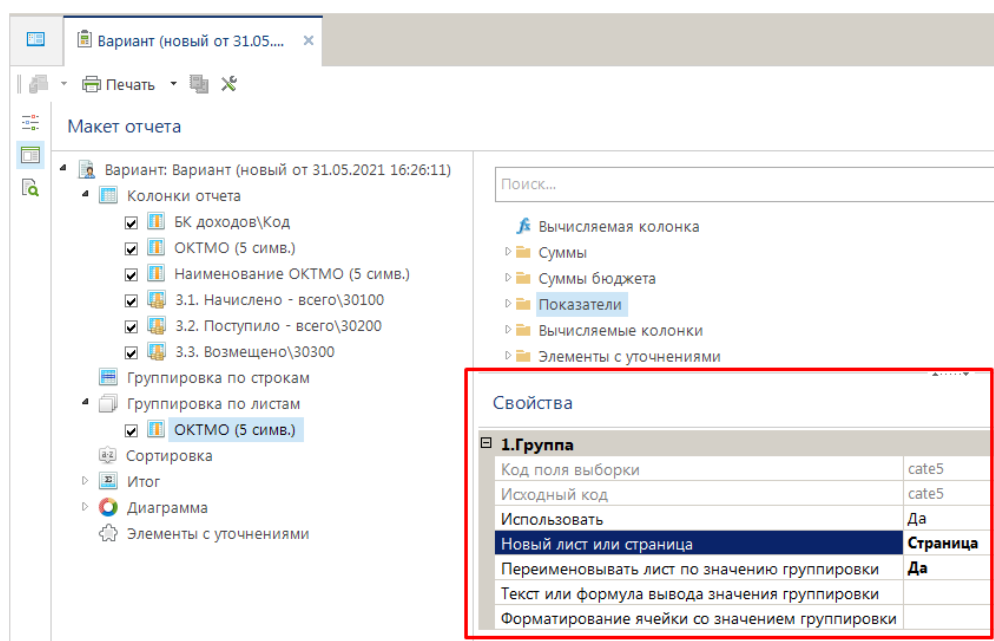 Вариант (новый от 31.05....
Печать
Макет отчета
Вариант: Вариант (новый от 31.05.2021 16:26:11)
Колонки отчета
БК доходов\Код
ОКТМО (5 симв.)
Наименование ОКТМО (5 симв.)
3.1. Начислено - всего\30100
3.2. Поступило - всего\30200
3.3. Возмещено\30300
Группировка по строкам
Группировка по листам
ОКТМО (5 симв.)
Сортировка
Итог
Диаграмма
Элементы с уточнениями
Поиск...
Вычисляемая колонка
Суммы
Суммы бюджета
Показатели
Вычисляемые колонки
Элементы с уточнениями
Свойства
1.Группа
Код поля выборки cate5
Исходный код cate5
Использовать Да
Новый лист или страница Страница
Переименовывать лист по значению группировки Да
Текст или формула вывода значения группировки
Форматирование ячейки со значением группировки